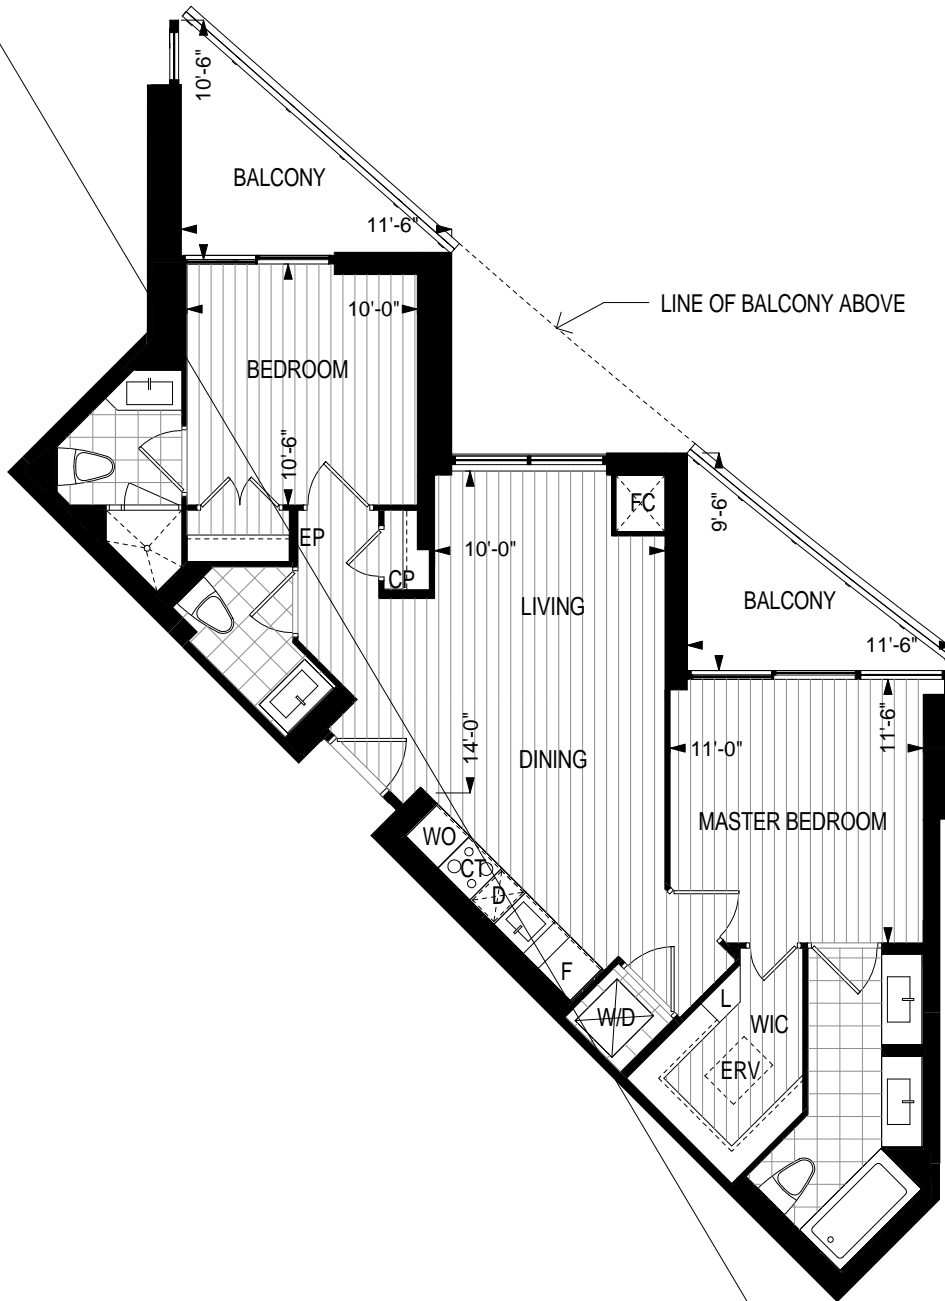 10'-6"
BALCONY
11'-6"
LINE OF BALCONY ABOVE
10'-0"
BEDROOM
10'-6"
EP
CP
FC
10'-0"
LIVING
9'-6"
BALCONY
11'-6"
14'-0"
DINING
11'-0"
11'-6"
MASTER BEDROOM
WO
CT
D
F
W/D
L
WIC
ERV